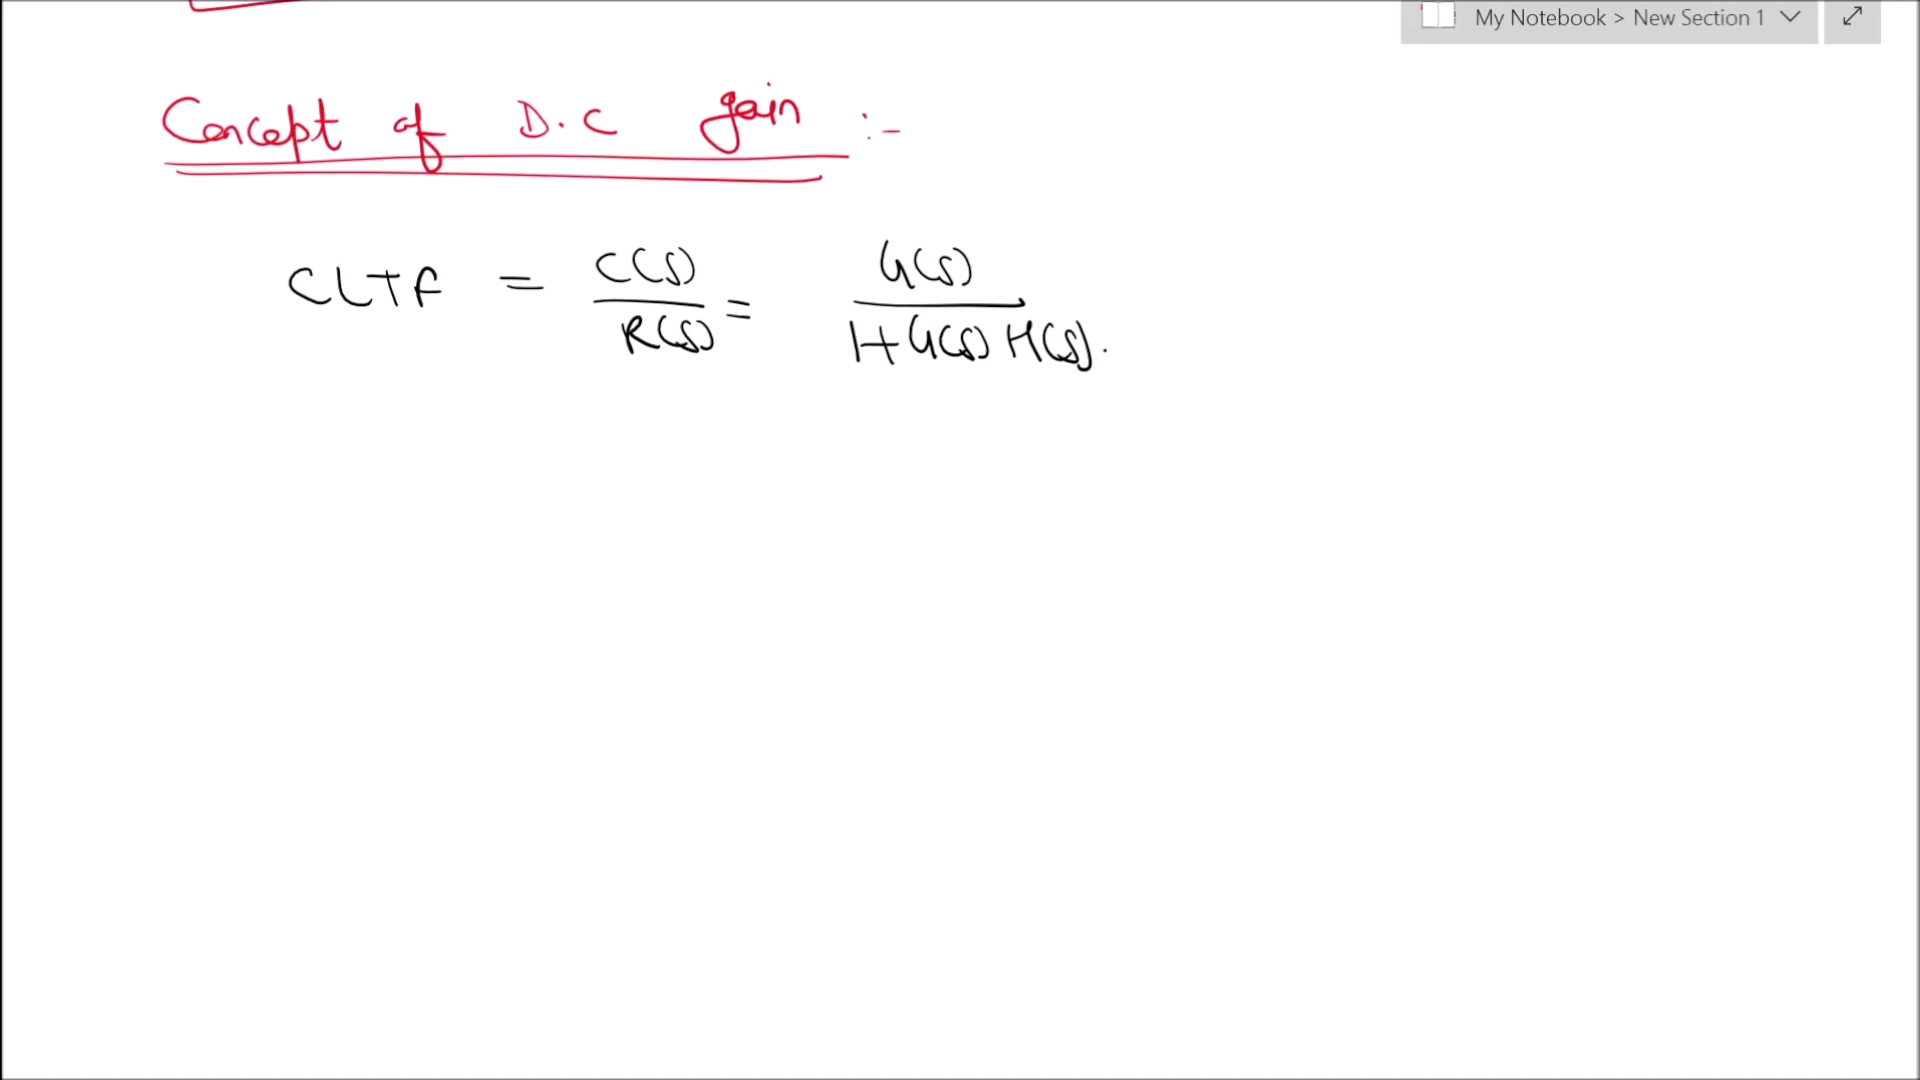 My Notebook > New Section 1
Concept of D.C gain :-
CLTF = C(s)/R(s) = G(s)/1+G(s)H(s).